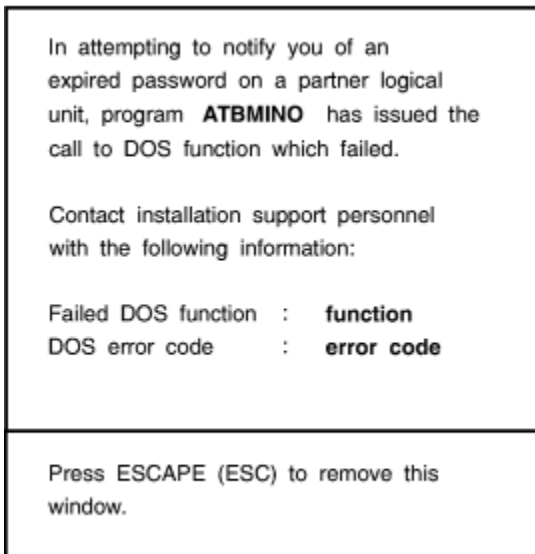 In attempting to notify you of an
expired password on a partner logical
unit, program ATBMINO has issued the
call to DOS function which failed.
Contact installation support personnel
with the following information:
Failed DOS function : function
DOS error code : error code
Press ESCAPE (ESC) to remove this
window.